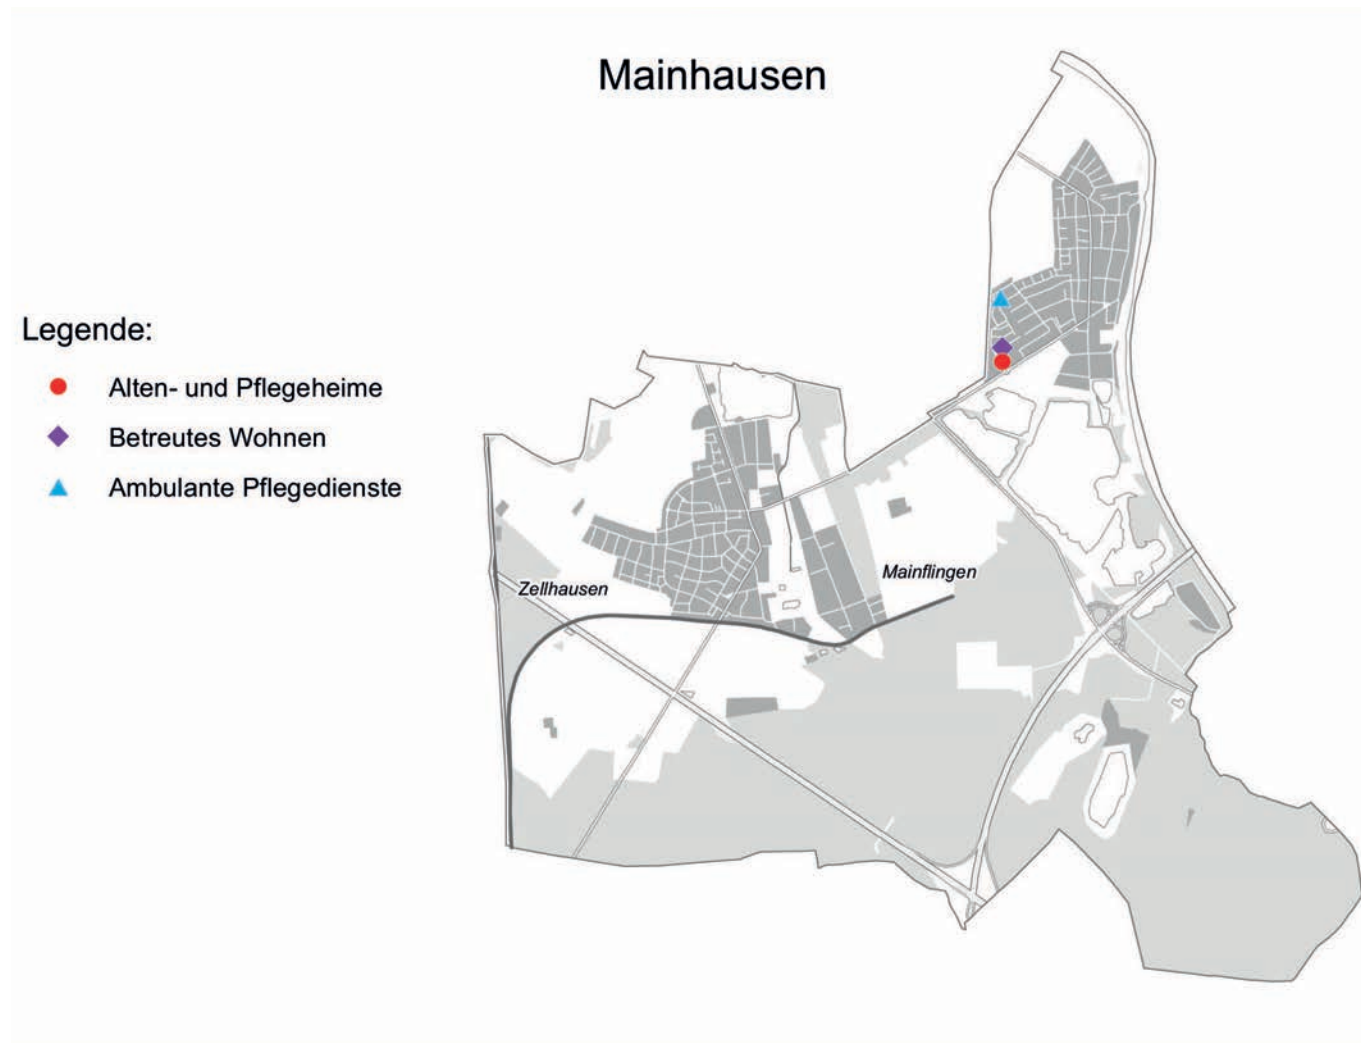 Mainhausen
Legende:
Alten- und Pflegeheime
Betreutes Wohnen
Ambulante Pflegedienste
Mainflingen
Zellhausen